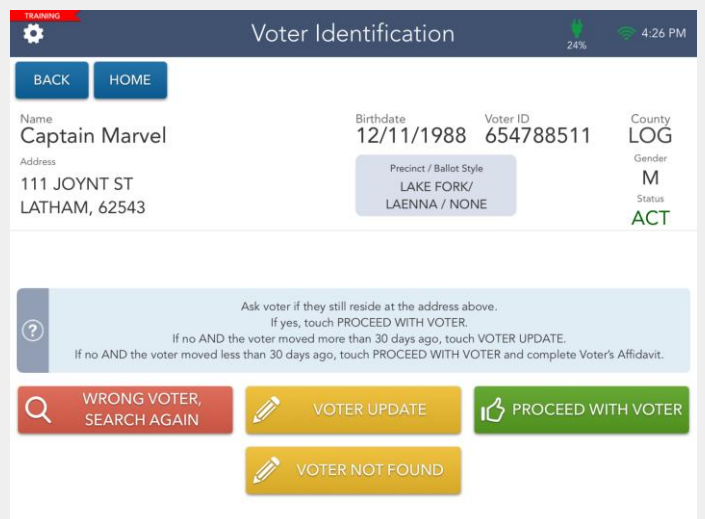 TRAINING
Voter Identification
24%
4:26 PM
BACK
HOME
Name
Captain Marvel
Birthdate
12/11/1988
Voter ID
654788511
County
LOG
Address
111 JOYNT ST
LATHAM, 62543
Precinct / Ballot Style
LAKE FORK/
LAENNA / NONE
Gender
M
Status
ACT
?
Ask voter if they still reside at the address above.
If yes, touch PROCEED WITH VOTER.
If no AND the voter moved more than 30 days ago, touch VOTER UPDATE.
If no AND the voter moved less than 30 days ago, touch PROCEED WITH VOTER and complete Voter's Affidavit.
WRONG VOTER,
SEARCH AGAIN
VOTER UPDATE
PROCEED WITH VOTER
VOTER NOT FOUND